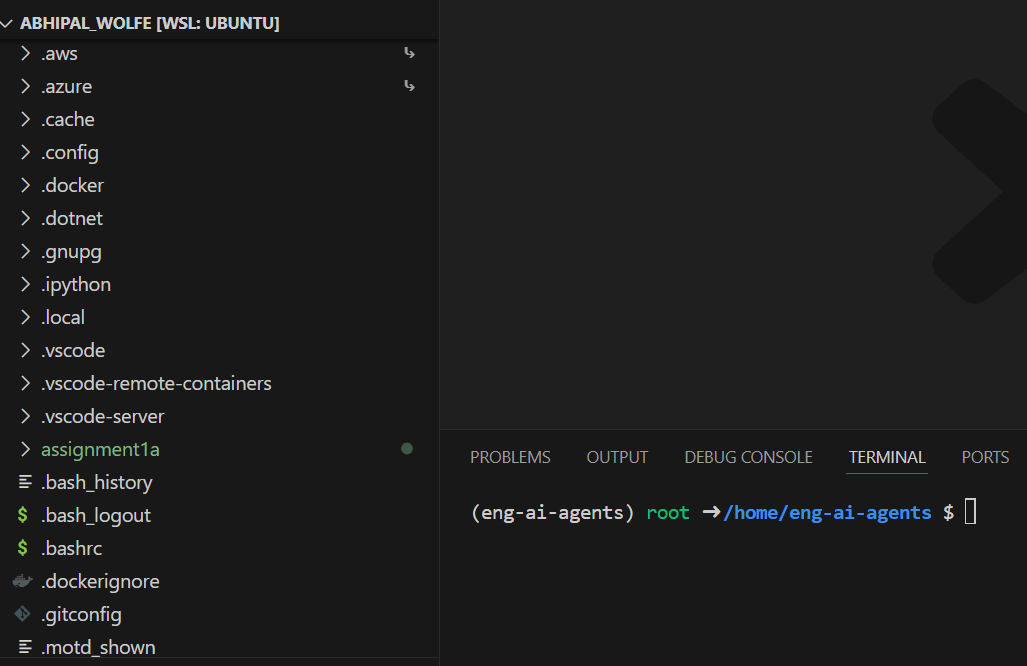 ABHIPAL_WOLFE [WSL: UBUNTU]
.aws
.azure
.cache
.config
.docker
.dotnet
.gnupg
.ipython
.local
.vscode
.vscode-remote-containers
.vscode-server
assignment1a
.bash_history
$ .bash_logout
$ .bashrc
.dockerignore
.gitconfig
.motd_shown
PROBLEMS OUTPUT DEBUG CONSOLE TERMINAL PORTS
(eng-ai-agents) root ➜/home/eng-ai-agents $